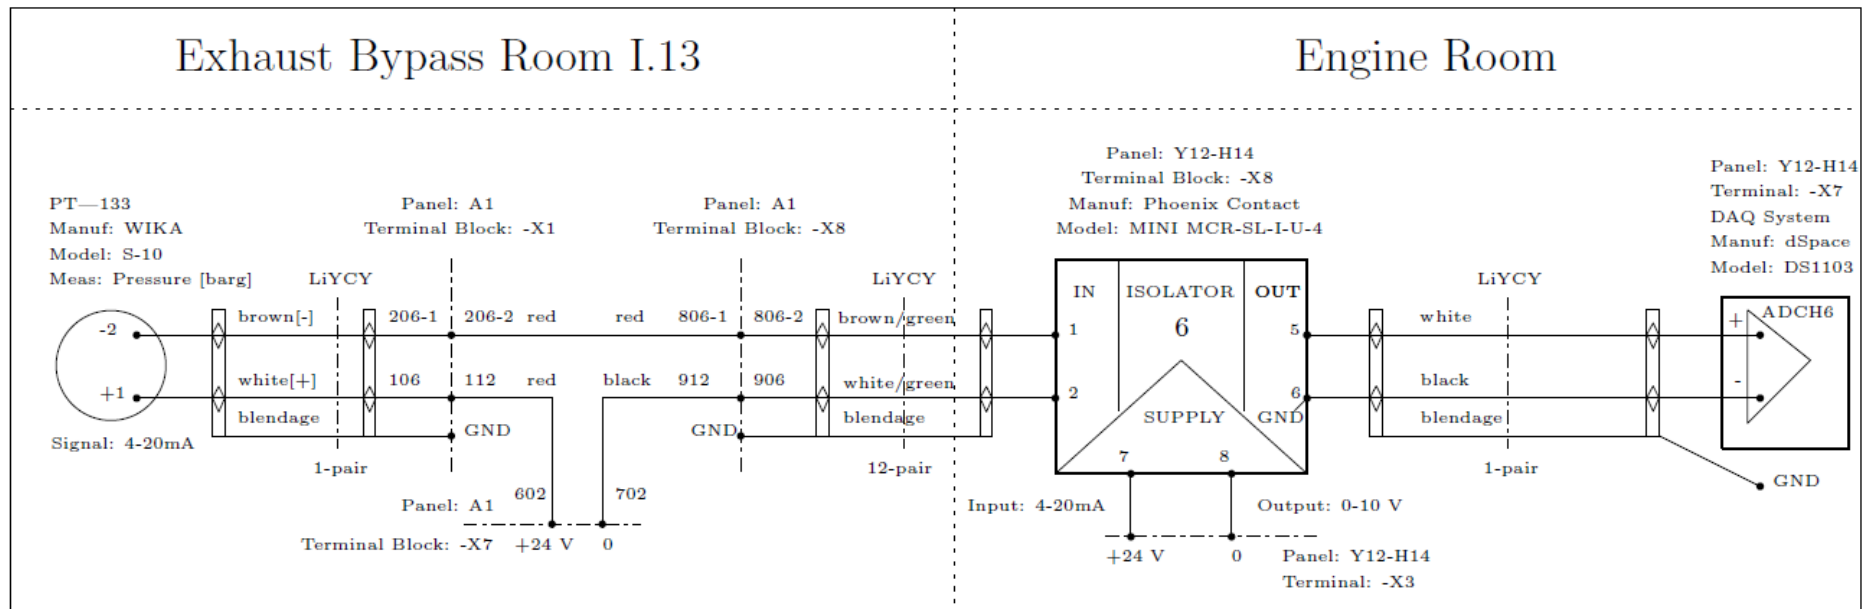 Exhaust Bypass Room I.13
Engine Room
PT—133
Manuf: WIKA
Model: S-10
Meas: Pressure [barg]
-2
+1
Signal: 4-20mA
brown[-]
white[+]
blendage
LiYCY
1-pair
Panel: A1
Terminal Block: -X1
206-1
206-2
red
106
112
red
GND
Panel: A1
Terminal Block: -X7
602
702
+24 V
0
Panel: A1
Terminal Block: -X8
red
806-1
806-2
black
912
906
GND
brown/green
white/green
blendage
LiYCY
12-pair
Panel: Y12-H14
Terminal Block: -X8
Manuf: Phoenix Contact
Model: MINI MCR-SL-I-U-4
IN
ISOLATOR
OUT
1
6
5
2
6
SUPPLY
GND
7
8
Input: 4-20mA
Output: 0-10 V
+24 V
0
Panel: Y12-H14
Terminal: -X3
LiYCY
white
black
blendage
1-pair
Panel: Y12-H14
Terminal: -X7
DAQ System
Manuf: dSpace
Model: DS1103
ADCH6
+
-
GND